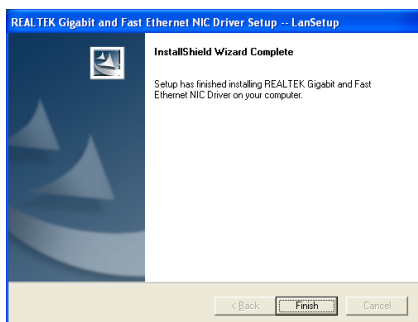 REALTEK Gigabit and Fast Ethernet NIC Driver Setup -- LanSetup
InstallShield Wizard Complete
Setup has finished installing REALTEK Gigabit and Fast
Ethernet NIC Driver on your computer.
< Back Finish Cancel